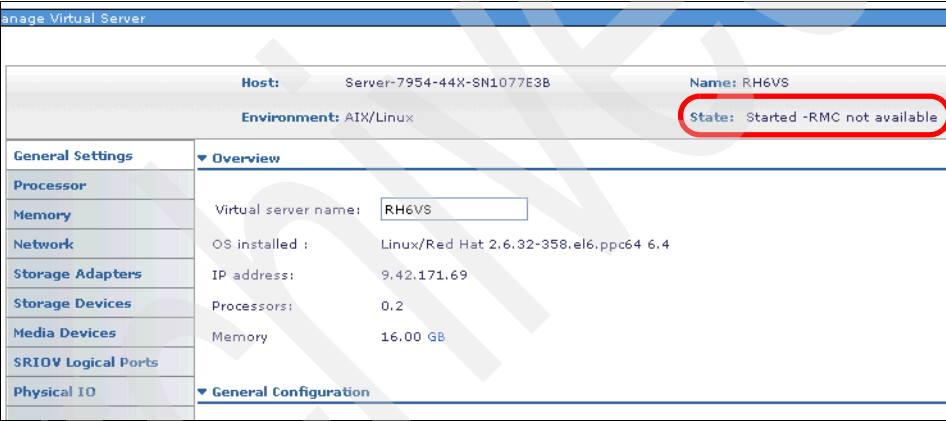 anage Virtual Server
Host: Server-7954-44X-SN1077E3B Name: RH6VS
Environment: AIX/Linux State: Started -RMC not available
General Settings
Processor
Memory
Network
Storage Adapters
Storage Devices
Media Devices
SRIOV Logical Ports
Physical IO
Overview
Virtual server name: RH6VS
OS installed : Linux/Red Hat 2.6.32-358.el6.ppc64 6.4
IP address: 9.42.171.69
Processors: 0.2
Memory 16.00 GB
General Configuration